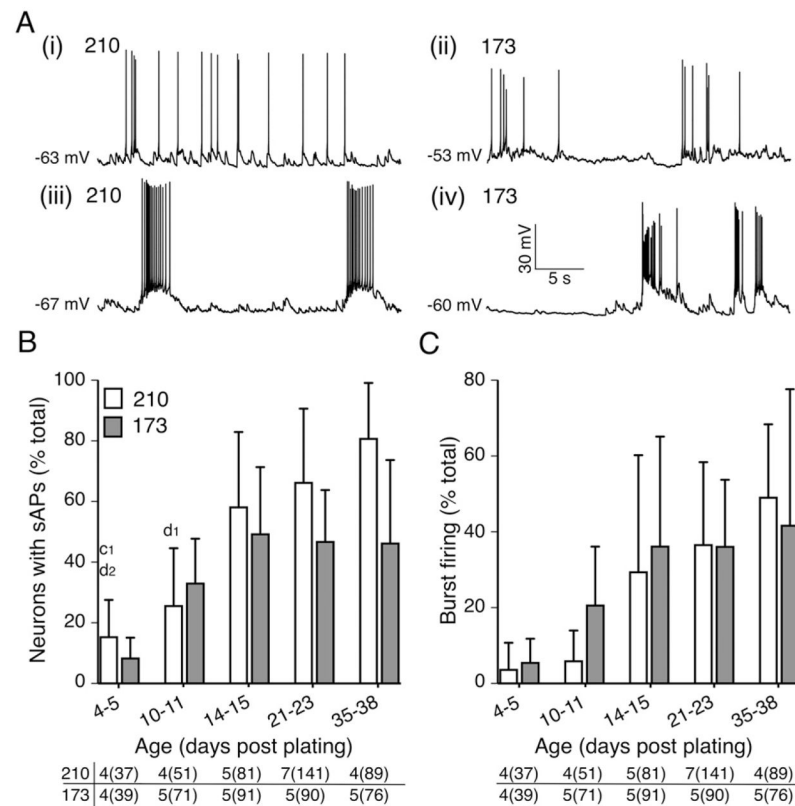 A
(i) 210
-63 mV
(ii) 173
-53 mV
(iii) 210
-67 mV
(iv) 173
30 mV
5 s
-60 mV
B
Neurons with sAPs (% total)
100
80
60
40
20
0
210
173
c1
d2
d1
4-5 10-11 14-15 21-23 35-38
Age (days post plating)
210 4(37) 4(51) 5(81) 7(141) 4(89)
173 4(39) 5(71) 5(91) 5(90) 5(76)
C
Burst firing (% total)
80
60
40
20
0
4-5 10-11 14-15 21-23 35-38
Age (days post plating)
4(37) 4(51) 5(81) 7(141) 4(89)
4(39) 5(71) 5(91) 5(90) 5(76)